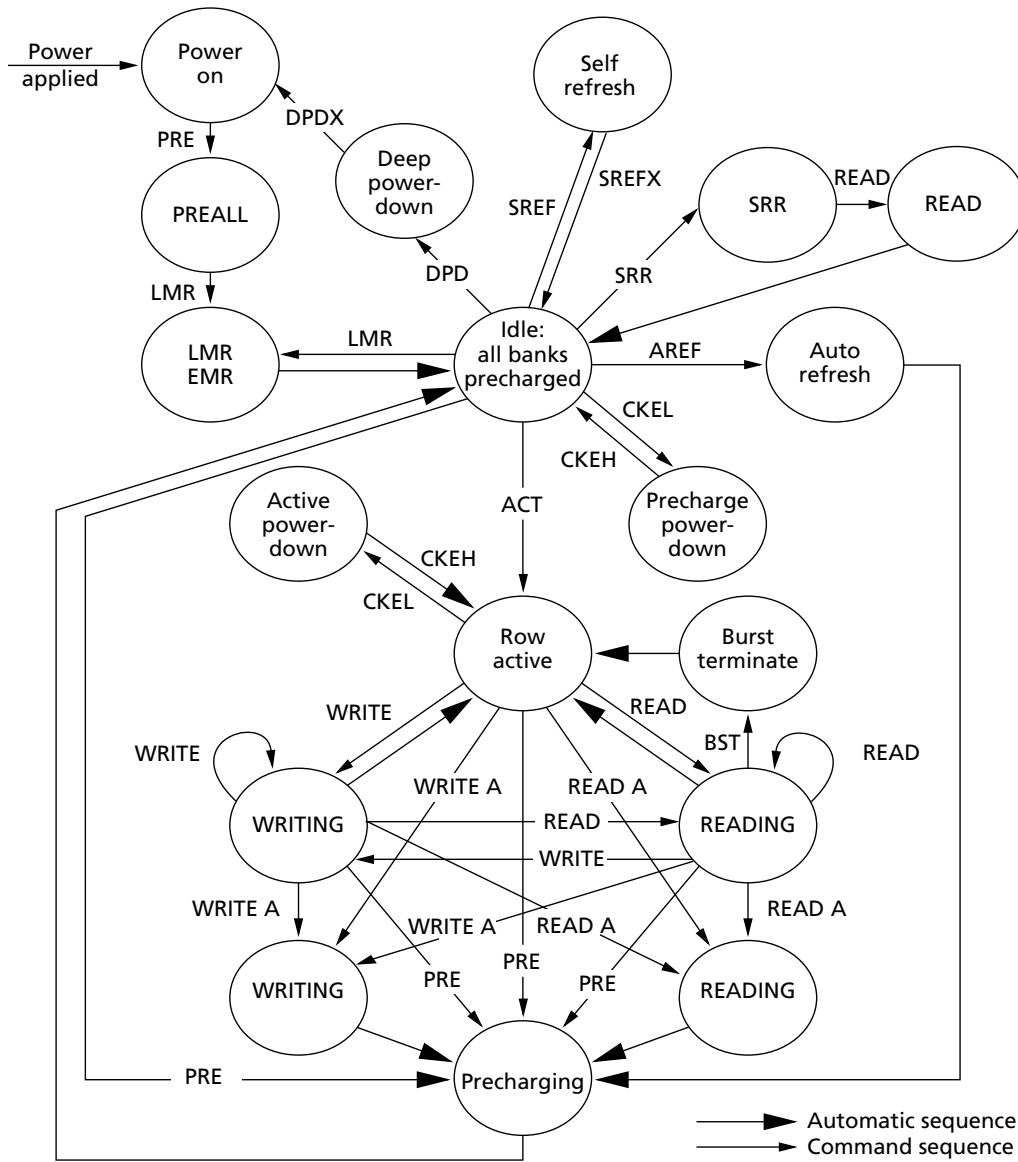 Power
applied
Power
on
Self
refresh
DPDX
PRE
Deep
power-
down
READ
SREFX
SRR
READ
PREALL
SREF
DPD
SRR
LMR
Idle:
all banks
precharged
LMR
LMR
EMR
AREF
Auto
refresh
CKEL
CKEH
Active
power-
down
ACT
Precharge
power-
down
CKEH
CKEL
Row
active
Burst
terminate
WRITE
READ
WRITE
BST
READ
WRITE A
READ A
WRITING
READ
READING
WRITE
WRITE A
WRITE A
READ A
READ A
PRE
PRE
PRE
WRITING
READING
PRE
Precharging
Automatic sequence
Command sequence